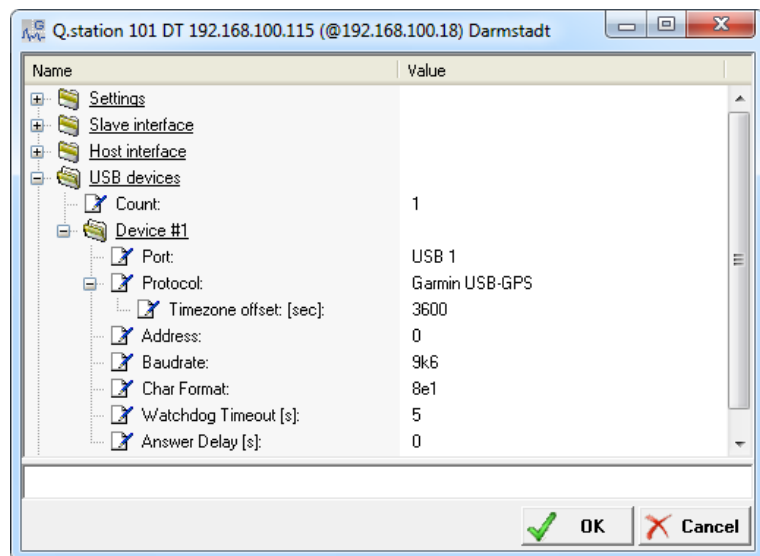 Q.station 101 DT 192.168.100.115 (@192.168.100.18) Darmstadt
Name Value
Settings
Slave interface
Host interface
USB devices
Count: 1
Device #1
Port: USB 1
Protocol: Garmin USB-GPS
Timezone offset: [sec]: 3600
Address: 0
Baudrate: 9k6
Char Format: 8e1
Watchdog Timeout [s]: 5
Answer Delay [s]: 0
OK Cancel